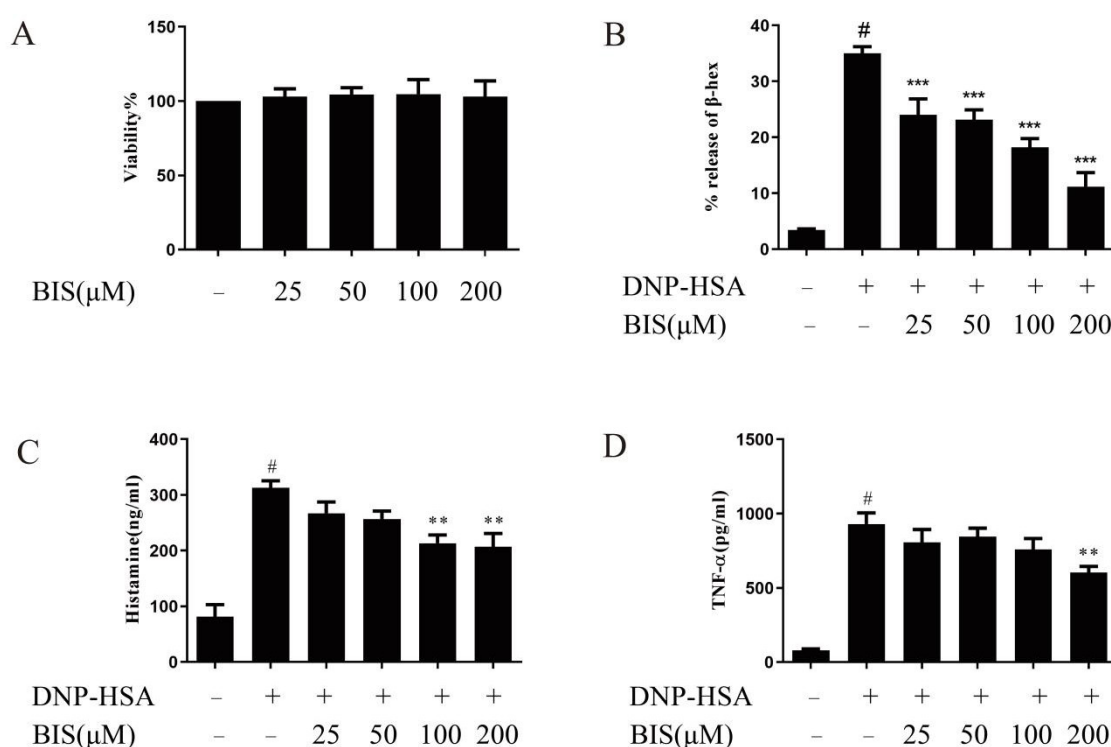 A
Viability%
150
100
50
0
BIS(μM) – 25 50 100 200
B
% release of β-hex
40
30
20
10
0
#
***
***
***
***
DNP-HSA – + + + + +
BIS(μM) – – 25 50 100 200
C
Histamine(ng/ml)
400
300
200
100
0
#
**
**
DNP-HSA – + + + + +
BIS(μM) – – 25 50 100 200
D
TNF-α(pg/ml)
1500
1000
500
0
#
**
DNP-HSA – + + + + +
BIS(μM) – – 25 50 100 200